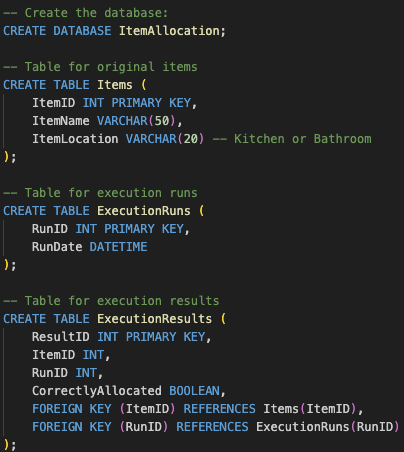 -- Create the database:
CREATE DATABASE ItemAllocation;

-- Table for original items
CREATE TABLE Items (
    ItemID INT PRIMARY KEY,
    ItemName VARCHAR(50),
    ItemLocation VARCHAR(20) -- Kitchen or Bathroom
);

-- Table for execution runs
CREATE TABLE ExecutionRuns (
    RunID INT PRIMARY KEY,
    RunDate DATETIME
);

-- Table for execution results
CREATE TABLE ExecutionResults (
    ResultID INT PRIMARY KEY,
    ItemID INT,
    RunID INT,
    CorrectlyAllocated BOOLEAN,
    FOREIGN KEY (ItemID) REFERENCES Items(ItemID),
    FOREIGN KEY (RunID) REFERENCES ExecutionRuns(RunID)
);